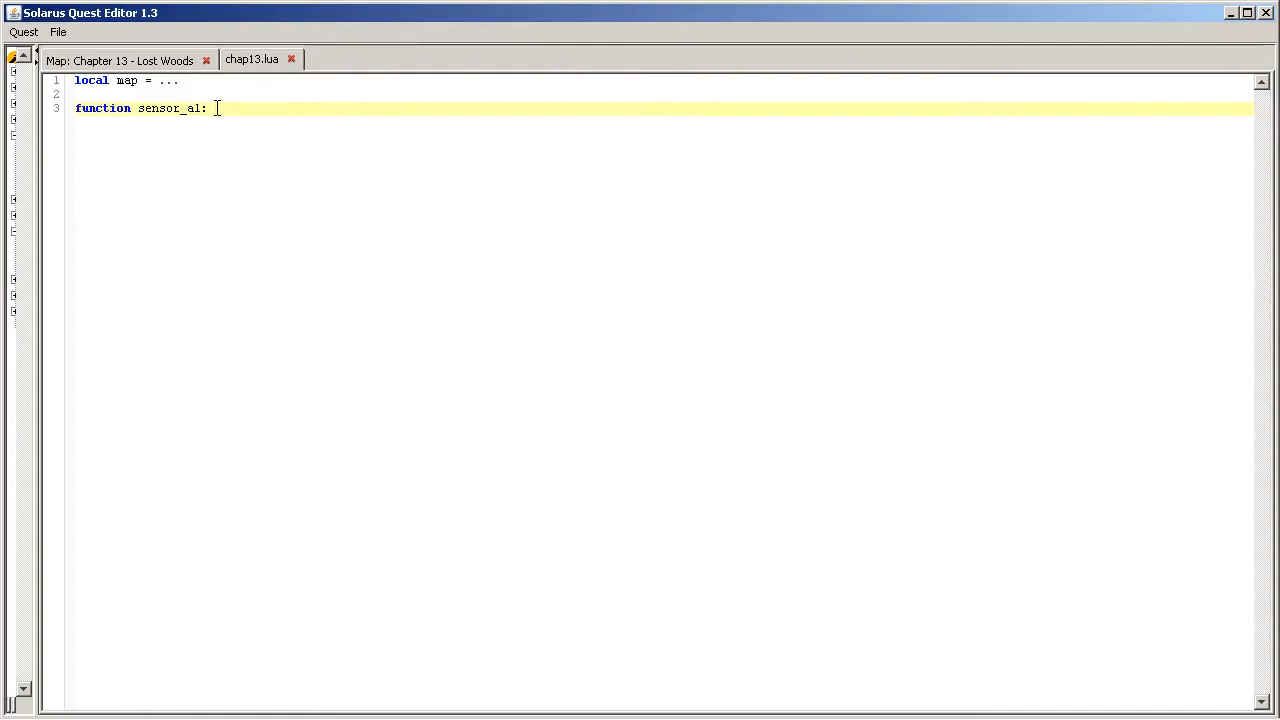 Solarus Quest Editor 1.3
Quest File
Map: Chapter 13 - Lost Woods chap13.lua
1 local map = ...
2
3 function sensor_a1: